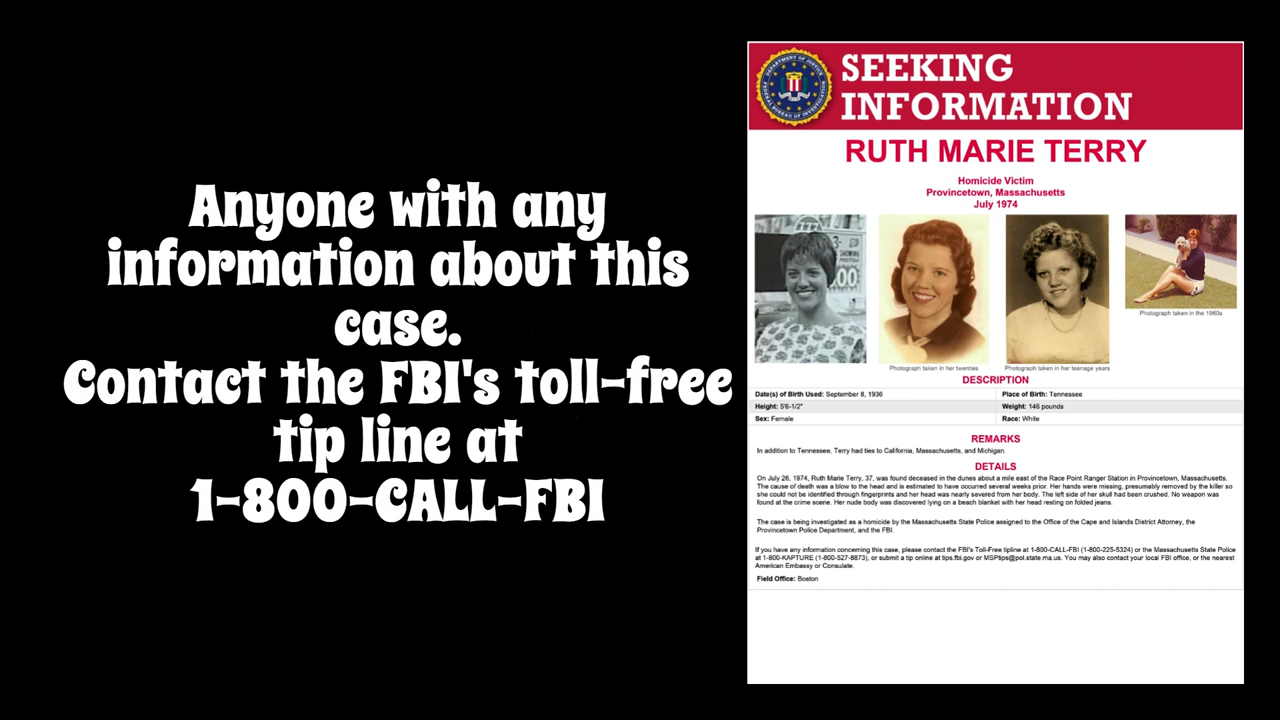 Anyone with any
information about this
case.
Contact the FBI's toll-free
tip line at
1-800-CALL-FBI
SEEKING
INFORMATION
RUTH MARIE TERRY
Homicide Victim
Provincetown, Massachusetts
July 1974
Photograph taken in the 1960s
Photograph taken in her twenties
Photograph taken in her teenage years
DESCRIPTION
Date(s) of Birth Used: September 8, 1936
Place of Birth: Tennessee
Height: 5'6-1/2"
Weight: 146 pounds
Sex: Female
Race: White
REMARKS
In addition to Tennessee, Terry had ties to California, Massachusetts, and Michigan.
DETAILS
On July 26, 1974, Ruth Marie Terry, 37, was found deceased in the dunes about a mile east of the Race Point Ranger Station in Provincetown, Massachusetts.
The cause of death was a blow to the head and is estimated to have occurred several weeks prior. Her hands were missing, presumably removed by the killer so
she could not be identified through fingerprints and her head was nearly severed from her body. The left side of her skull had been crushed. No weapon was
found at the crime scene. Her nude body was discovered lying on a beach blanket with her head resting on folded jeans.
The case is being investigated as a homicide by the Massachusetts State Police assigned to the Office of the Cape and Islands District Attorney, the
Provincetown Police Department, and the FBI.
If you have any information concerning this case, please contact the FBI's Toll-Free tipline at 1-800-CALL-FBI (1-800-225-5324) or the Massachusetts State Police
at 1-800-KAPTURE (1-800-527-8873), or submit a tip online at tips.fbi.gov or MSPtips@pol.state.ma.us. You may also contact your local FBI office, or the nearest
American Embassy or Consulate.
Field Office: Boston